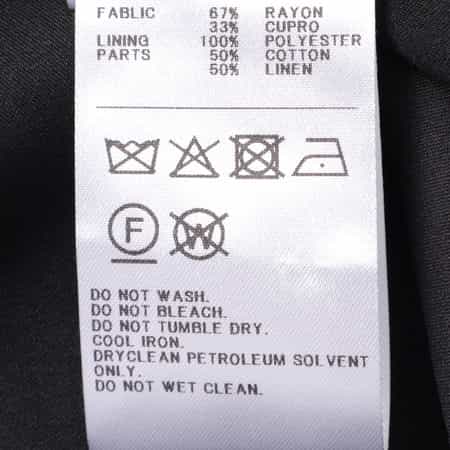 FABLIC 67% RAYON
33% CUPRO
LINING 100% POLYESTER
PARTS 50% COTTON
50% LINEN
F W
DO NOT WASH.
DO NOT BLEACH.
DO NOT TUMBLE DRY.
COOL IRON.
DRYCLEAN PETROLEUM SOLVENT
ONLY.
DO NOT WET CLEAN.